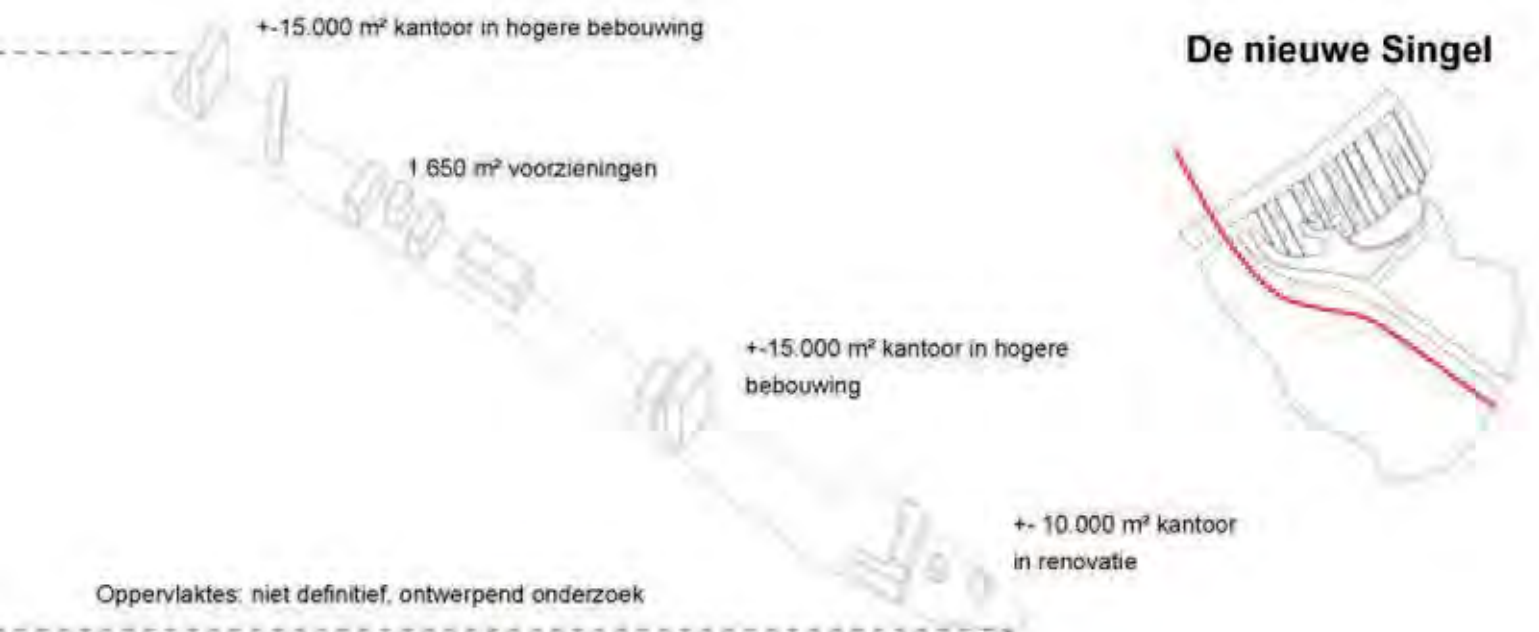 +-15.000 m² kantoor in hogere bebouwing
De nieuwe Singel
1.650 m² voorzieningen
+-15.000 m² kantoor in hogere
bebouwing
+- 10.000 m² kantoor
in renovatie
Oppervlaktes: niet definitief, ontwerpend onderzoek